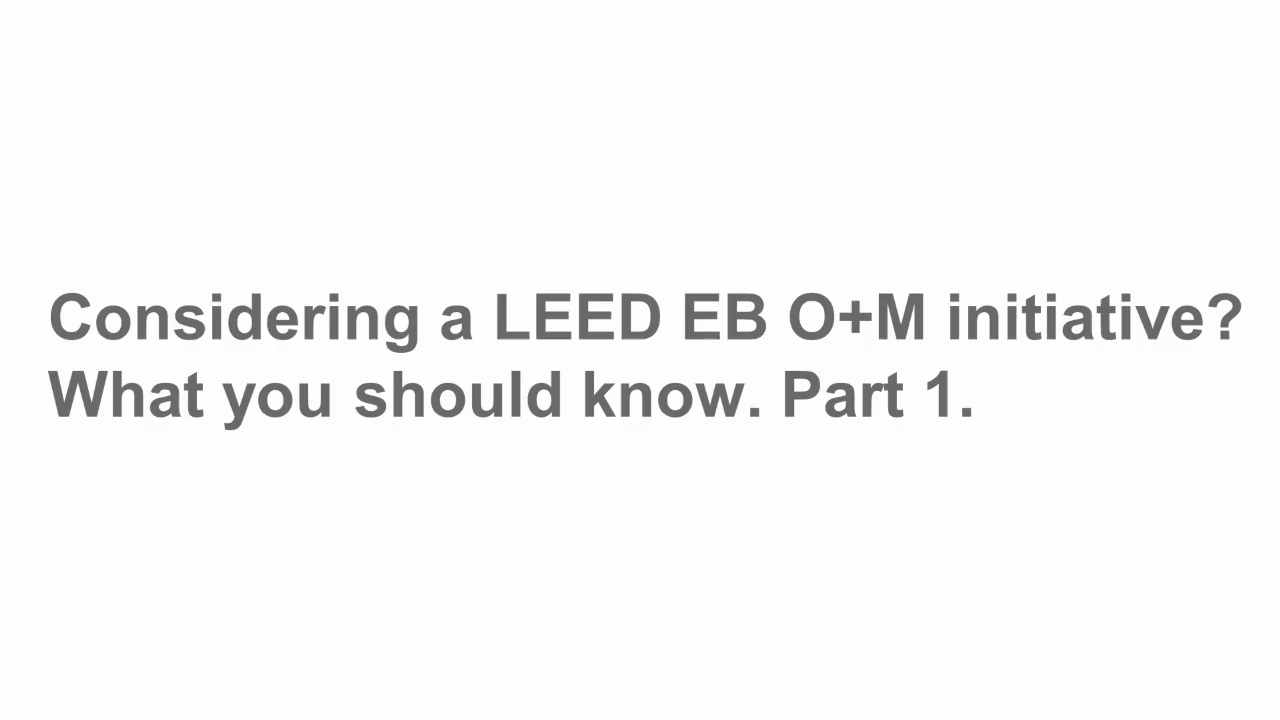 Considering a LEED EB O+M initiative?
What you should know. Part 1.